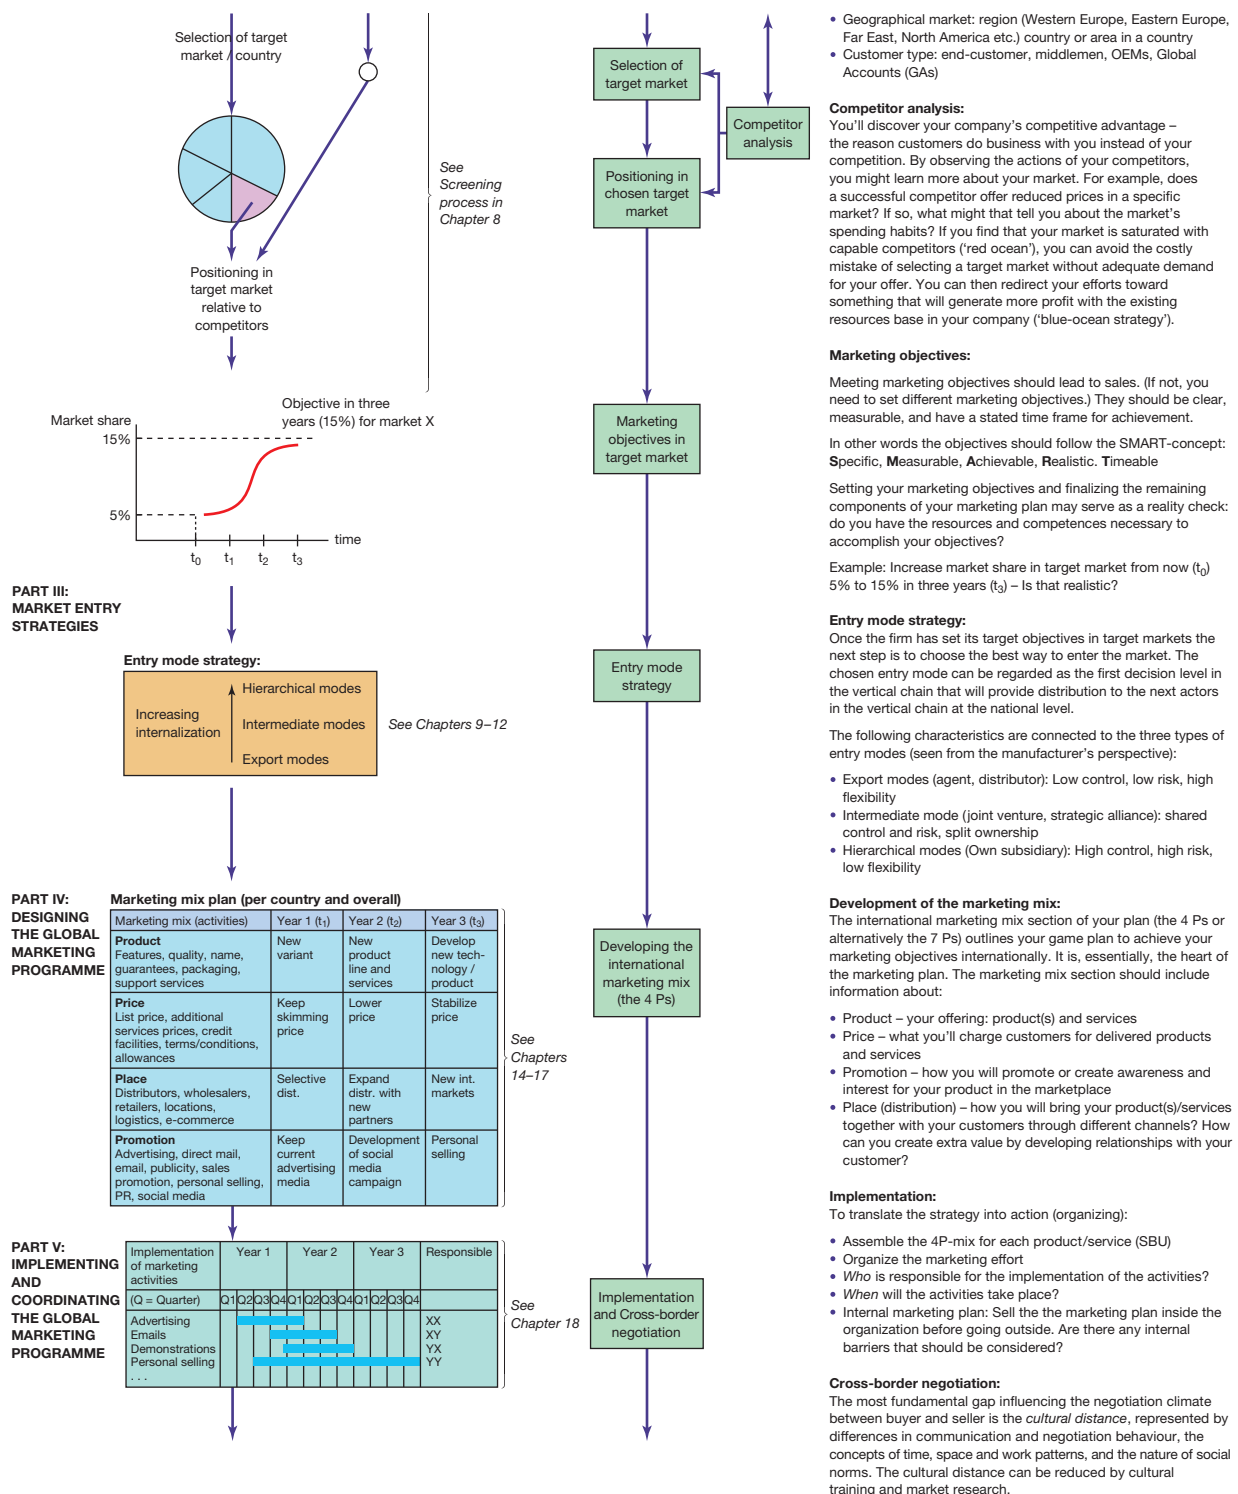 Selection of target
market / country
See
Screening
process in
Chapter 8
Positioning in
target market
relative to
competitors
Market share
Objective in three
years (15%) for market X
15%
5%
time
t0
t1
t2
t3
PART III:
MARKET ENTRY
STRATEGIES
Entry mode strategy:
Increasing
internalization
Hierarchical modes
Intermediate modes
Export modes
See Chapters 9–12
PART IV:
DESIGNING
THE GLOBAL
MARKETING
PROGRAMME
Marketing mix plan (per country and overall)
Marketing mix (activities)
Year 1 (t1)
Year 2 (t2)
Year 3 (t3)
Product
Features, quality, name,
guarantees, packaging,
support services
New
variant
New
product
line and
services
Develop
new tech-
nology /
product
Price
List price, additional
services prices, credit
facilities, terms/conditions,
allowances
Keep
skimming
price
Lower
price
Stabilize
price
Place
Distributors, wholesalers,
retailers, locations,
logistics, e-commerce
Selective
dist.
Expand
distr. with
new
partners
New int.
markets
Promotion
Advertising, direct mail,
email, publicity, sales
promotion, personal selling,
PR, social media
Keep
current
advertising
media
Development
of social
media
campaign
Personal
selling
See
Chapters
14–17
PART V:
IMPLEMENTING
AND
COORDINATING
THE GLOBAL
MARKETING
PROGRAMME
Implementation
of marketing
activities
Year 1
Year 2
Year 3
Responsible
(Q = Quarter)
Q1 Q2 Q3 Q4 Q1 Q2 Q3 Q4 Q1 Q2 Q3 Q4
Advertising
XX
Emails
XY
Demonstrations
YX
Personal selling
YY
. . .
See
Chapter 18
Selection of
target market
Competitor
analysis
Positioning in
chosen target
market
Marketing
objectives in
target market
Entry mode
strategy
Developing the
international
marketing mix
(the 4 Ps)
Implementation
and Cross-border
negotiation
• Geographical market: region (Western Europe, Eastern Europe,
Far East, North America etc.) country or area in a country
• Customer type: end-customer, middlemen, OEMs, Global
Accounts (GAs)
Competitor analysis:
You’ll discover your company’s competitive advantage –
the reason customers do business with you instead of your
competition. By observing the actions of your competitors,
you might learn more about your market. For example, does
a successful competitor offer reduced prices in a specific
market? If so, what might that tell you about the market’s
spending habits? If you find that your market is saturated with
capable competitors (‘red ocean’), you can avoid the costly
mistake of selecting a target market without adequate demand
for your offer. You can then redirect your efforts toward
something that will generate more profit with the existing
resources base in your company (‘blue-ocean strategy’).
Marketing objectives:
Meeting marketing objectives should lead to sales. (If not, you
need to set different marketing objectives.) They should be clear,
measurable, and have a stated time frame for achievement.
In other words the objectives should follow the SMART-concept:
Specific, Measurable, Achievable, Realistic. Timeable
Setting your marketing objectives and finalizing the remaining
components of your marketing plan may serve as a reality check:
do you have the resources and competences necessary to
accomplish your objectives?
Example: Increase market share in target market from now (t0)
5% to 15% in three years (t3) – Is that realistic?
Entry mode strategy:
Once the firm has set its target objectives in target markets the
next step is to choose the best way to enter the market. The
chosen entry mode can be regarded as the first decision level in
the vertical chain that will provide distribution to the next actors
in the vertical chain at the national level.
The following characteristics are connected to the three types of
entry modes (seen from the manufacturer’s perspective):
• Export modes (agent, distributor): Low control, low risk, high
flexibility
• Intermediate mode (joint venture, strategic alliance): shared
control and risk, split ownership
• Hierarchical modes (Own subsidiary): High control, high risk,
low flexibility
Development of the marketing mix:
The international marketing mix section of your plan (the 4 Ps or
alternatively the 7 Ps) outlines your game plan to achieve your
marketing objectives internationally. It is, essentially, the heart of
the marketing plan. The marketing mix section should include
information about:
• Product – your offering: product(s) and services
• Price – what you’ll charge customers for delivered products
and services
• Promotion – how you will promote or create awareness and
interest for your product in the marketplace
• Place (distribution) – how you will bring your product(s)/services
together with your customers through different channels? How
can you create extra value by developing relationships with your
customer?
Implementation:
To translate the strategy into action (organizing):
• Assemble the 4P-mix for each product/service (SBU)
• Organize the marketing effort
• Who is responsible for the implementation of the activities?
• When will the activities take place?
• Internal marketing plan: Sell the the marketing plan inside the
organization before going outside. Are there any internal
barriers that should be considered?
Cross-border negotiation:
The most fundamental gap influencing the negotiation climate
between buyer and seller is the cultural distance, represented by
differences in communication and negotiation behaviour, the
concepts of time, space and work patterns, and the nature of social
norms. The cultural distance can be reduced by cultural
training and market research.